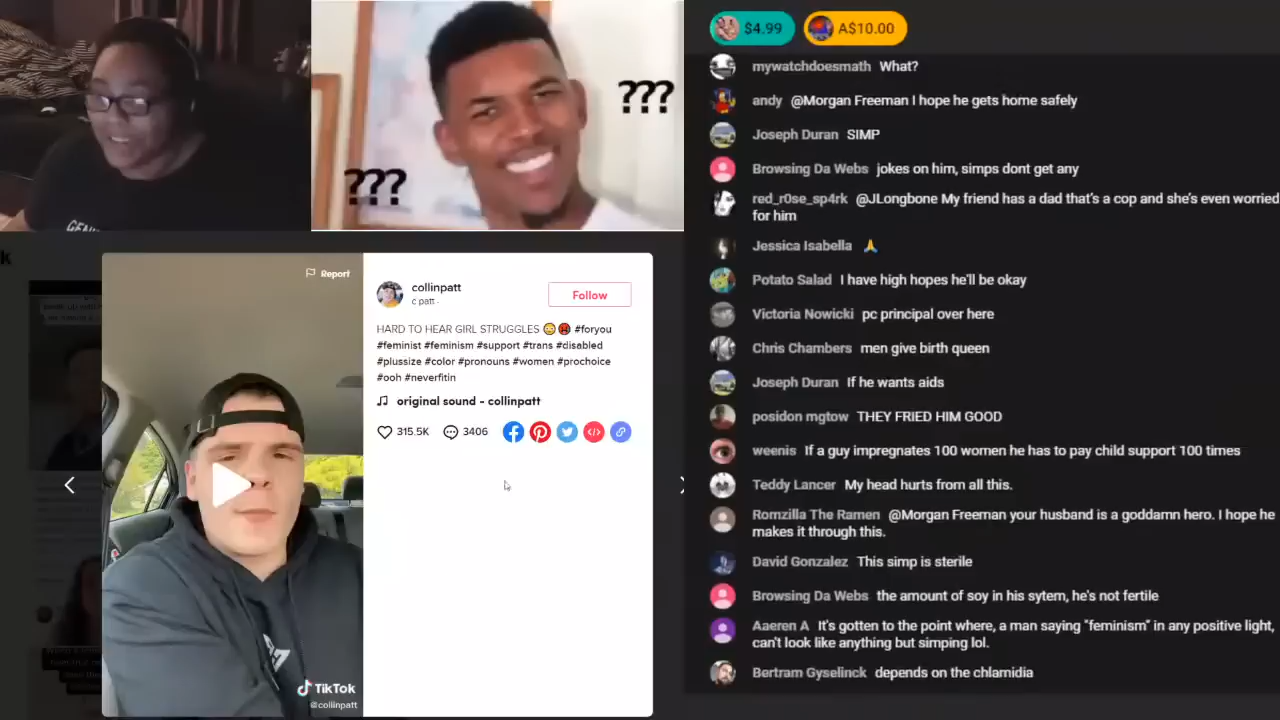 $4.99
A$10.00
mywatchdoesmath What?
andy @Morgan Freeman I hope he gets home safely
Joseph Duran SIMP
Browsing Da Webs jokes on him, simps dont get any
red_r0se_sp4rk @JLongbone My friend has a dad that's a cop and she's even worried
for him
Jessica Isabella 🙏
Potato Salad I have high hopes he'll be okay
Victoria Nowicki pc principal over here
Chris Chambers men give birth queen
Joseph Duran If he wants aids
posidon mgtow THEY FRIED HIM GOOD
weenis If a guy impregnates 100 women he has to pay child support 100 times
Teddy Lancer My head hurts from all this.
Romzilla The Ramen @Morgan Freeman your husband is a goddamn hero. I hope he
makes it through this.
David Gonzalez This simp is sterile
Browsing Da Webs the amount of soy in his sytem, he's not fertile
Aaeren A It's gotten to the point where, a man saying "feminism" in any positive light,
can't look like anything but simping lol.
Bertram Gyselinck depends on the chlamidia
???
???
k
Report
collinpatt
c patt ·
Follow
HARD TO HEAR GIRL STRUGGLES 😳😡 #foryou
#feminist #feminism #support #trans #disabled
#plussize #color #pronouns #women #prochoice
#ooh #neverfitin
original sound - collinpatt
315.5K
3406
TikTok
@collinpatt